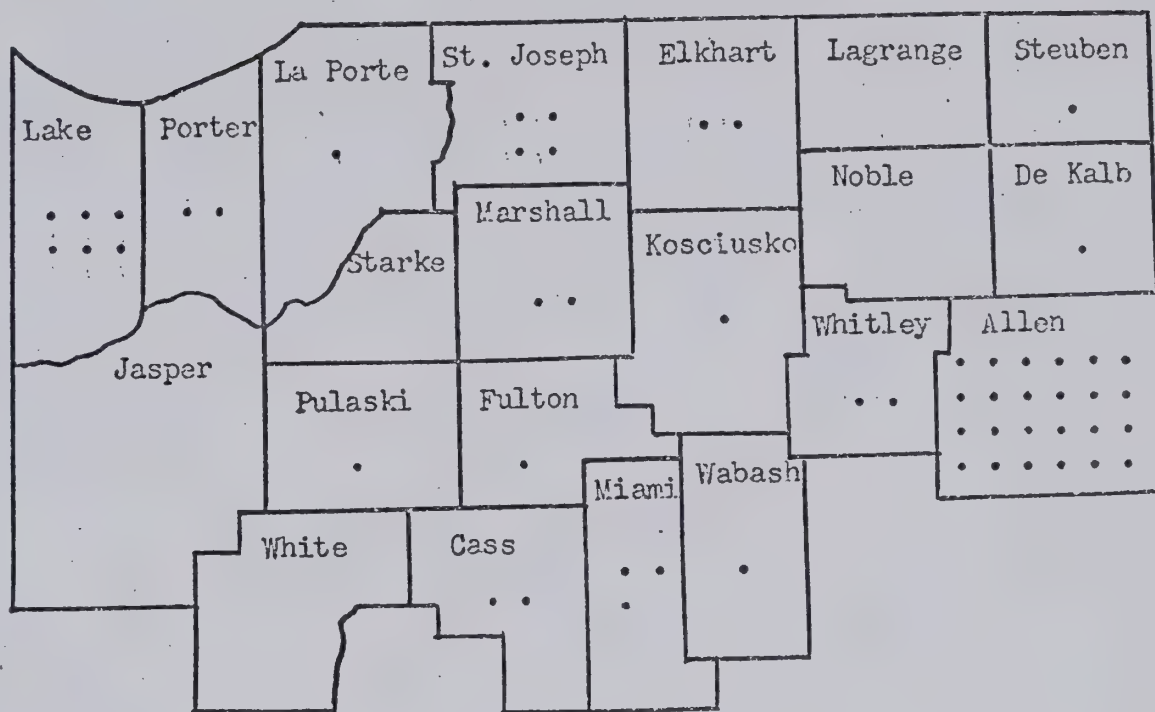 La Porte
St. Joseph
Elkhart
Lagrange
Steuben
Lake
Porter
Noble
De Kalb
Marshall
Kosciusko
Starke
Whitley
Allen
Jasper
Pulaski
Fulton
Miami
Wabash
White
Cass